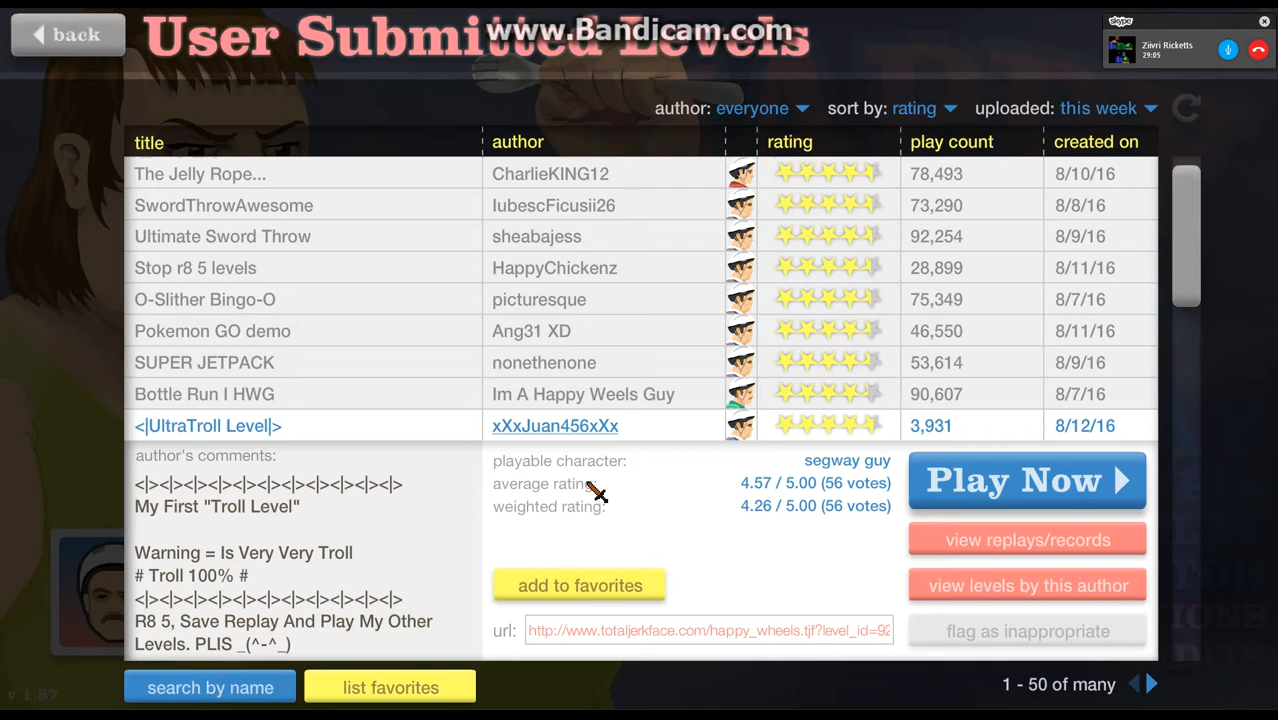 back
User Submitted Levels
www.Bandicam.com
skype
Ziivri Ricketts
29:05
author: everyone sort by: rating uploaded: this week
title author rating play count created on
The Jelly Rope... CharlieKING12 78,493 8/10/16
SwordThrowAwesome IubescFicusii26 73,290 8/8/16
Ultimate Sword Throw sheabajess 92,254 8/9/16
Stop r8 5 levels HappyChickenz 28,899 8/11/16
O-Slither Bingo-O picturesque 75,349 8/7/16
Pokemon GO demo Ang31 XD 46,550 8/11/16
SUPER JETPACK nonethenone 53,614 8/9/16
Bottle Run I HWG Im A Happy Weels Guy 90,607 8/7/16
<|UltraTroll Level|> xXxJuan456xXx 3,931 8/12/16
author's comments:
<|><|><|><|><|><|><|><|><|><|><|>
My First "Troll Level"
Warning = Is Very Very Troll
# Troll 100% #
<|><|><|><|><|><|><|><|><|><|><|>
R8 5, Save Replay And Play My Other
Levels. PLIS _(^-^_)
playable character: segway guy
average rating: 4.57 / 5.00 (56 votes)
weighted rating: 4.26 / 5.00 (56 votes)
add to favorites
url: http://www.totaljerkface.com/happy_wheels.tjf?level_id=92
Play Now
view replays/records
view levels by this author
flag as inappropriate
search by name
list favorites
1 - 50 of many
v 1.87